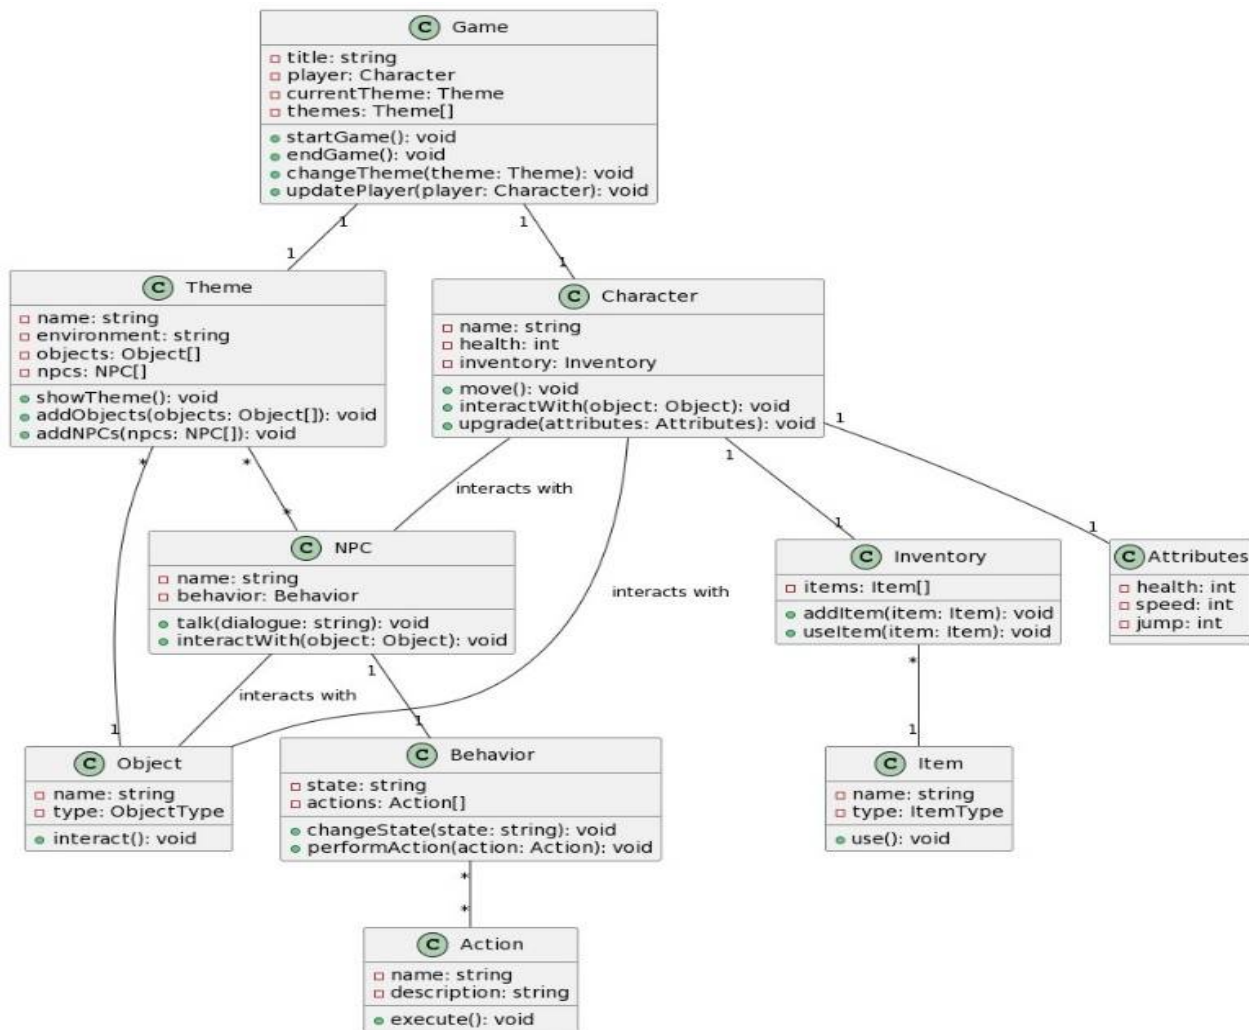 C Game
title: string
player: Character
currentTheme: Theme
themes: Theme[]
startGame(): void
endGame(): void
changeTheme(theme: Theme): void
updatePlayer(player: Character): void
1
1
1
1
C Theme
name: string
environment: string
objects: Object[]
npcs: NPC[]
showTheme(): void
addObjects(objects: Object[]): void
addNPCs(npcs: NPC[]): void
C Character
name: string
health: int
inventory: Inventory
move(): void
interactWith(object: Object): void
upgrade(attributes: Attributes): void
1
*
*
1
interacts with
*
1
1
C NPC
name: string
behavior: Behavior
talk(dialogue: string): void
interactWith(object: Object): void
interacts with
C Inventory
items: Item[]
addItem(item: Item): void
useItem(item: Item): void
C Attributes
health: int
speed: int
jump: int
1
*
interacts with
1
1
1
C Object
name: string
type: ObjectType
interact(): void
C Behavior
state: string
actions: Action[]
changeState(state: string): void
performAction(action: Action): void
C Item
name: string
type: ItemType
use(): void
*
*
C Action
name: string
description: string
execute(): void